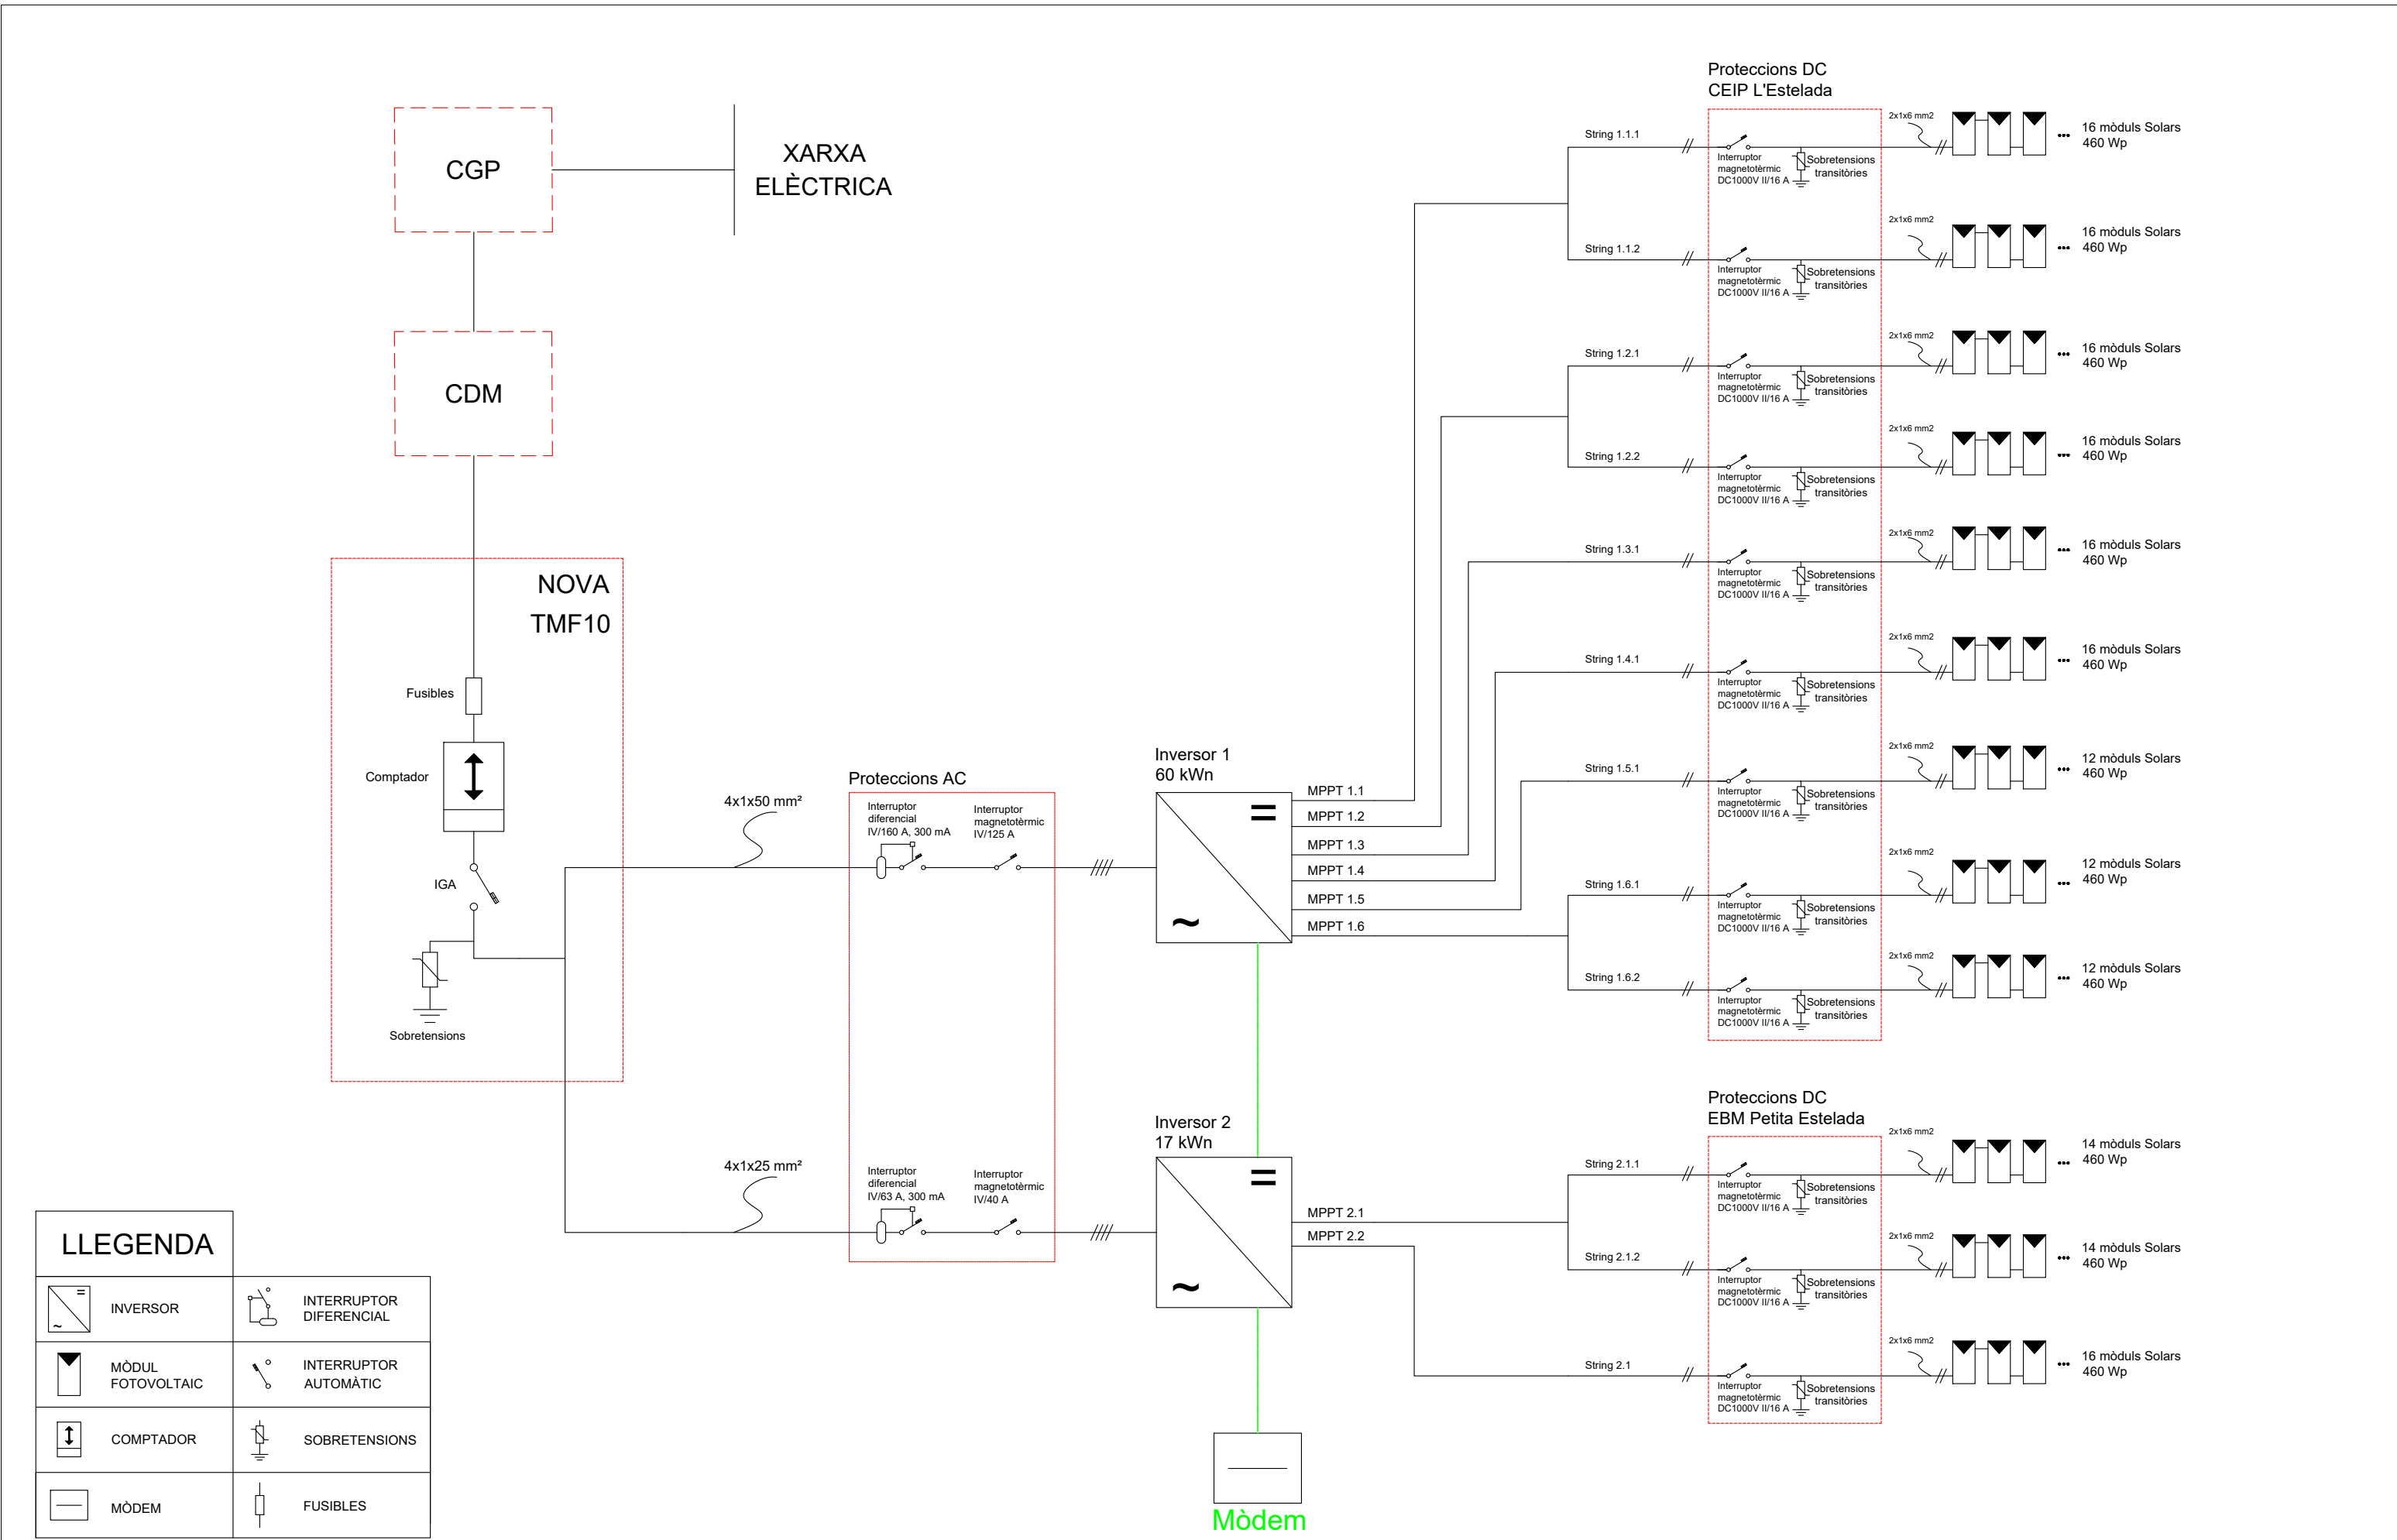 CGP
XARXA
ELÈCTRICA
CDM
NOVA
TMF10
Fusibles
Comptador
IGA
Sobretensions
4x1x50 mm²
Proteccions AC
Interruptor
diferencial
IV/160 A, 300 mA
Interruptor
magnetotèrmic
IV/125 A
Inversor 1
60 kWn
=
~
MPPT 1.1
MPPT 1.2
MPPT 1.3
MPPT 1.4
MPPT 1.5
MPPT 1.6
4x1x25 mm²
Interruptor
diferencial
IV/63 A, 300 mA
Interruptor
magnetotèrmic
IV/40 A
Inversor 2
17 kWn
=
~
MPPT 2.1
MPPT 2.2
Mòdem
Proteccions DC
CEIP L'Estelada
String 1.1.1
Interruptor
magnetotèrmic
DC1000V II/16 A
Sobretensions
transitòries
2x1x6 mm2
16 mòduls Solars
460 Wp
String 1.1.2
Interruptor
magnetotèrmic
DC1000V II/16 A
Sobretensions
transitòries
2x1x6 mm2
16 mòduls Solars
460 Wp
String 1.2.1
Interruptor
magnetotèrmic
DC1000V II/16 A
Sobretensions
transitòries
2x1x6 mm2
16 mòduls Solars
460 Wp
String 1.2.2
Interruptor
magnetotèrmic
DC1000V II/16 A
Sobretensions
transitòries
2x1x6 mm2
16 mòduls Solars
460 Wp
String 1.3.1
Interruptor
magnetotèrmic
DC1000V II/16 A
Sobretensions
transitòries
2x1x6 mm2
16 mòduls Solars
460 Wp
String 1.4.1
Interruptor
magnetotèrmic
DC1000V II/16 A
Sobretensions
transitòries
2x1x6 mm2
16 mòduls Solars
460 Wp
String 1.5.1
Interruptor
magnetotèrmic
DC1000V II/16 A
Sobretensions
transitòries
2x1x6 mm2
12 mòduls Solars
460 Wp
String 1.6.1
Interruptor
magnetotèrmic
DC1000V II/16 A
Sobretensions
transitòries
2x1x6 mm2
12 mòduls Solars
460 Wp
String 1.6.2
Interruptor
magnetotèrmic
DC1000V II/16 A
Sobretensions
transitòries
2x1x6 mm2
12 mòduls Solars
460 Wp
Proteccions DC
EBM Petita Estelada
String 2.1.1
Interruptor
magnetotèrmic
DC1000V II/16 A
Sobretensions
transitòries
2x1x6 mm2
14 mòduls Solars
460 Wp
String 2.1.2
Interruptor
magnetotèrmic
DC1000V II/16 A
Sobretensions
transitòries
2x1x6 mm2
14 mòduls Solars
460 Wp
String 2.1
Interruptor
magnetotèrmic
DC1000V II/16 A
Sobretensions
transitòries
2x1x6 mm2
16 mòduls Solars
460 Wp
LLEGENDA
=
~
INVERSOR
INTERRUPTOR
DIFERENCIAL
MÒDUL
FOTOVOLTAIC
INTERRUPTOR
AUTOMÀTIC
COMPTADOR
SOBRETENSIONS
MÒDEM
FUSIBLES